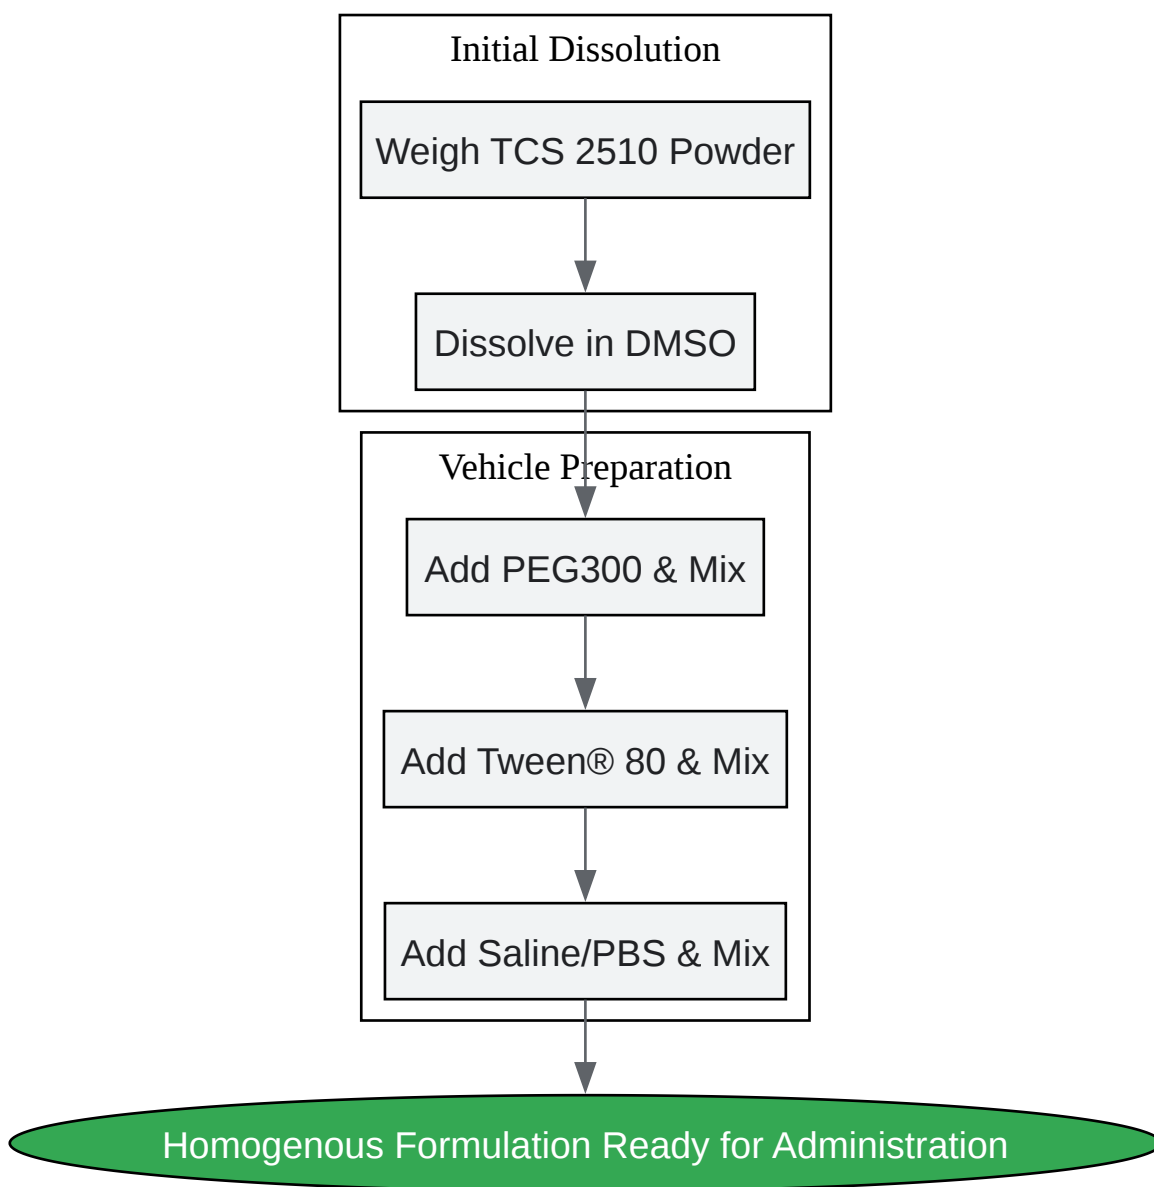 Initial Dissolution
Weigh TCS 2510 Powder
Dissolve in DMSO
Vehicle Preparation
Add PEG300 & Mix
Add Tween® 80 & Mix
Add Saline/PBS & Mix
Homogenous Formulation Ready for Administration